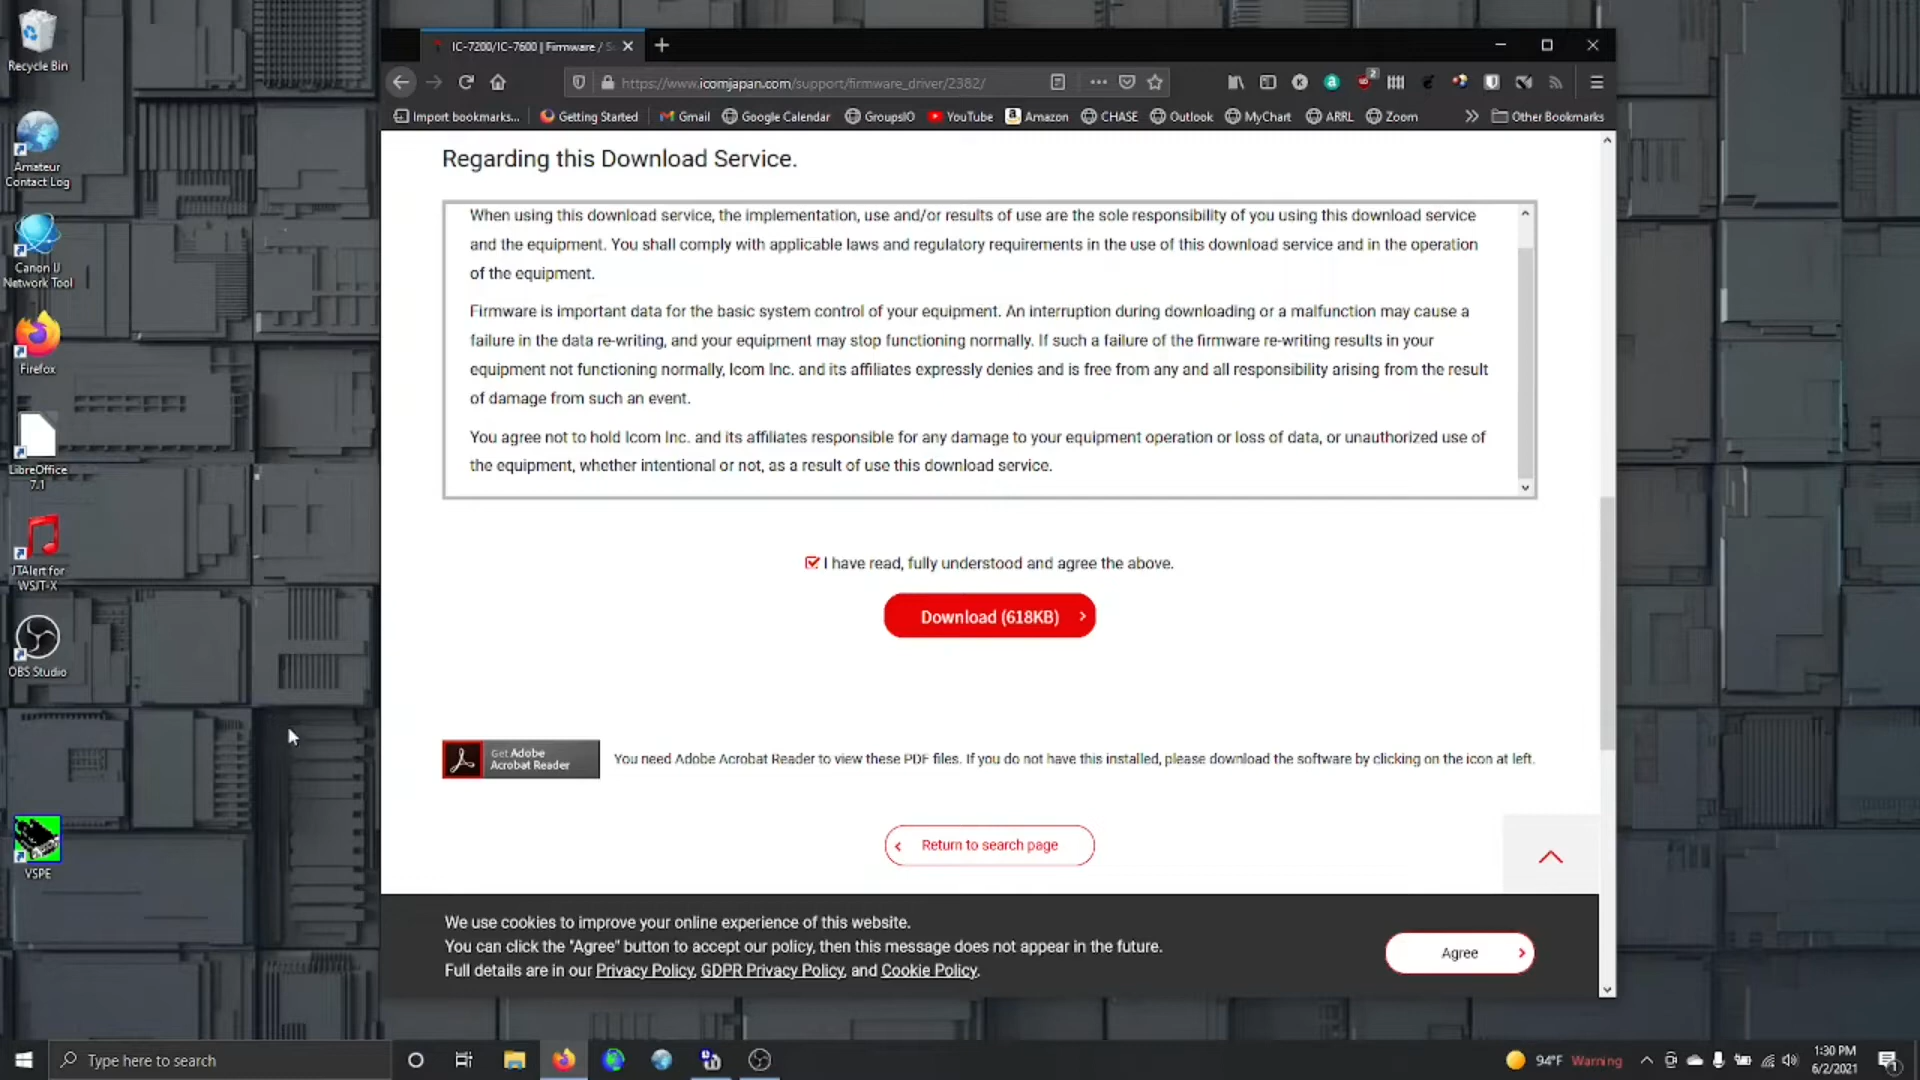 Recycle Bin
Amateur
Contact Log
Canon IJ
Network Tool
Firefox
LibreOffice
7.1
JTAlert for
WSJT-X
OBS Studio
VSPE
IC-7200/IC-7600 | Firmware / S
https://www.icomjapan.com/support/firmware_driver/2382/
2
Import bookmarks...
Getting Started
Gmail
Google Calendar
GroupsIO
YouTube
Amazon
CHASE
Outlook
MyChart
ARRL
Zoom
Other Bookmarks
Regarding this Download Service.
When using this download service, the implementation, use and/or results of use are the sole responsibility of you using this download service
and the equipment. You shall comply with applicable laws and regulatory requirements in the use of this download service and in the operation
of the equipment.
Firmware is important data for the basic system control of your equipment. An interruption during downloading or a malfunction may cause a
failure in the data re-writing, and your equipment may stop functioning normally. If such a failure of the firmware re-writing results in your
equipment not functioning normally, Icom Inc. and its affiliates expressly denies and is free from any and all responsibility arising from the result
of damage from such an event.
You agree not to hold Icom Inc. and its affiliates responsible for any damage to your equipment operation or loss of data, or unauthorized use of
the equipment, whether intentional or not, as a result of use this download service.
I have read, fully understood and agree the above.
Download (618KB)
Get Adobe
Acrobat Reader
You need Adobe Acrobat Reader to view these PDF files. If you do not have this installed, please download the software by clicking on the icon at left.
Return to search page
We use cookies to improve your online experience of this website.
You can click the "Agree" button to accept our policy, then this message does not appear in the future.
Full details are in our Privacy Policy, GDPR Privacy Policy, and Cookie Policy.
Agree
Type here to search
94°F Warning
1:30 PM
6/2/2021
1